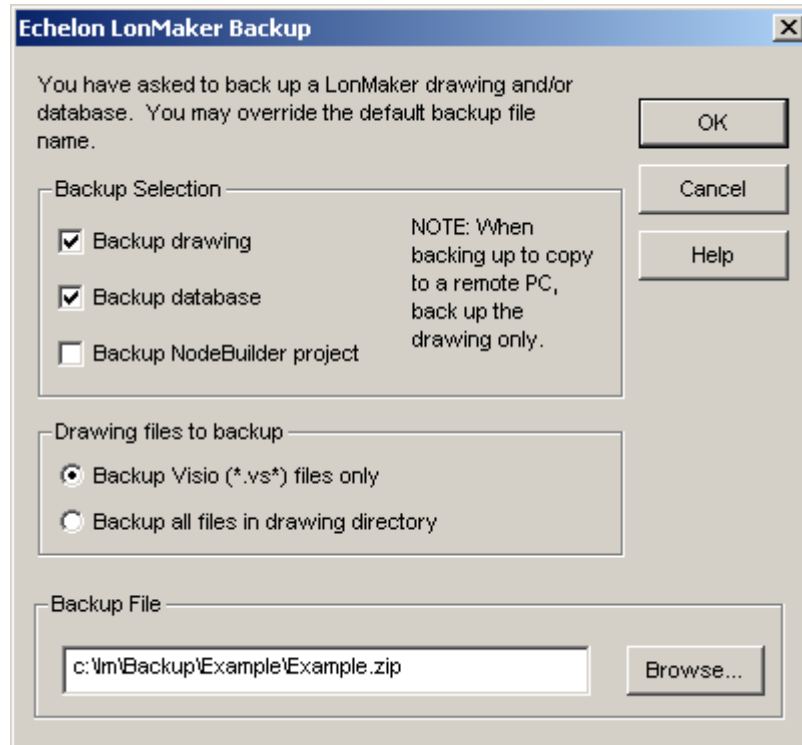 Echelon LonMaker Backup
You have asked to back up a LonMaker drawing and/or
database. You may override the default backup file
name.
OK
Cancel
Help
Backup Selection
Backup drawing
Backup database
Backup NodeBuilder project
NOTE: When
backing up to copy
to a remote PC,
back up the
drawing only.
Drawing files to backup
Backup Visio (*.vs*) files only
Backup all files in drawing directory
Backup File
c:\lm\Backup\Example\Example.zip
Browse...